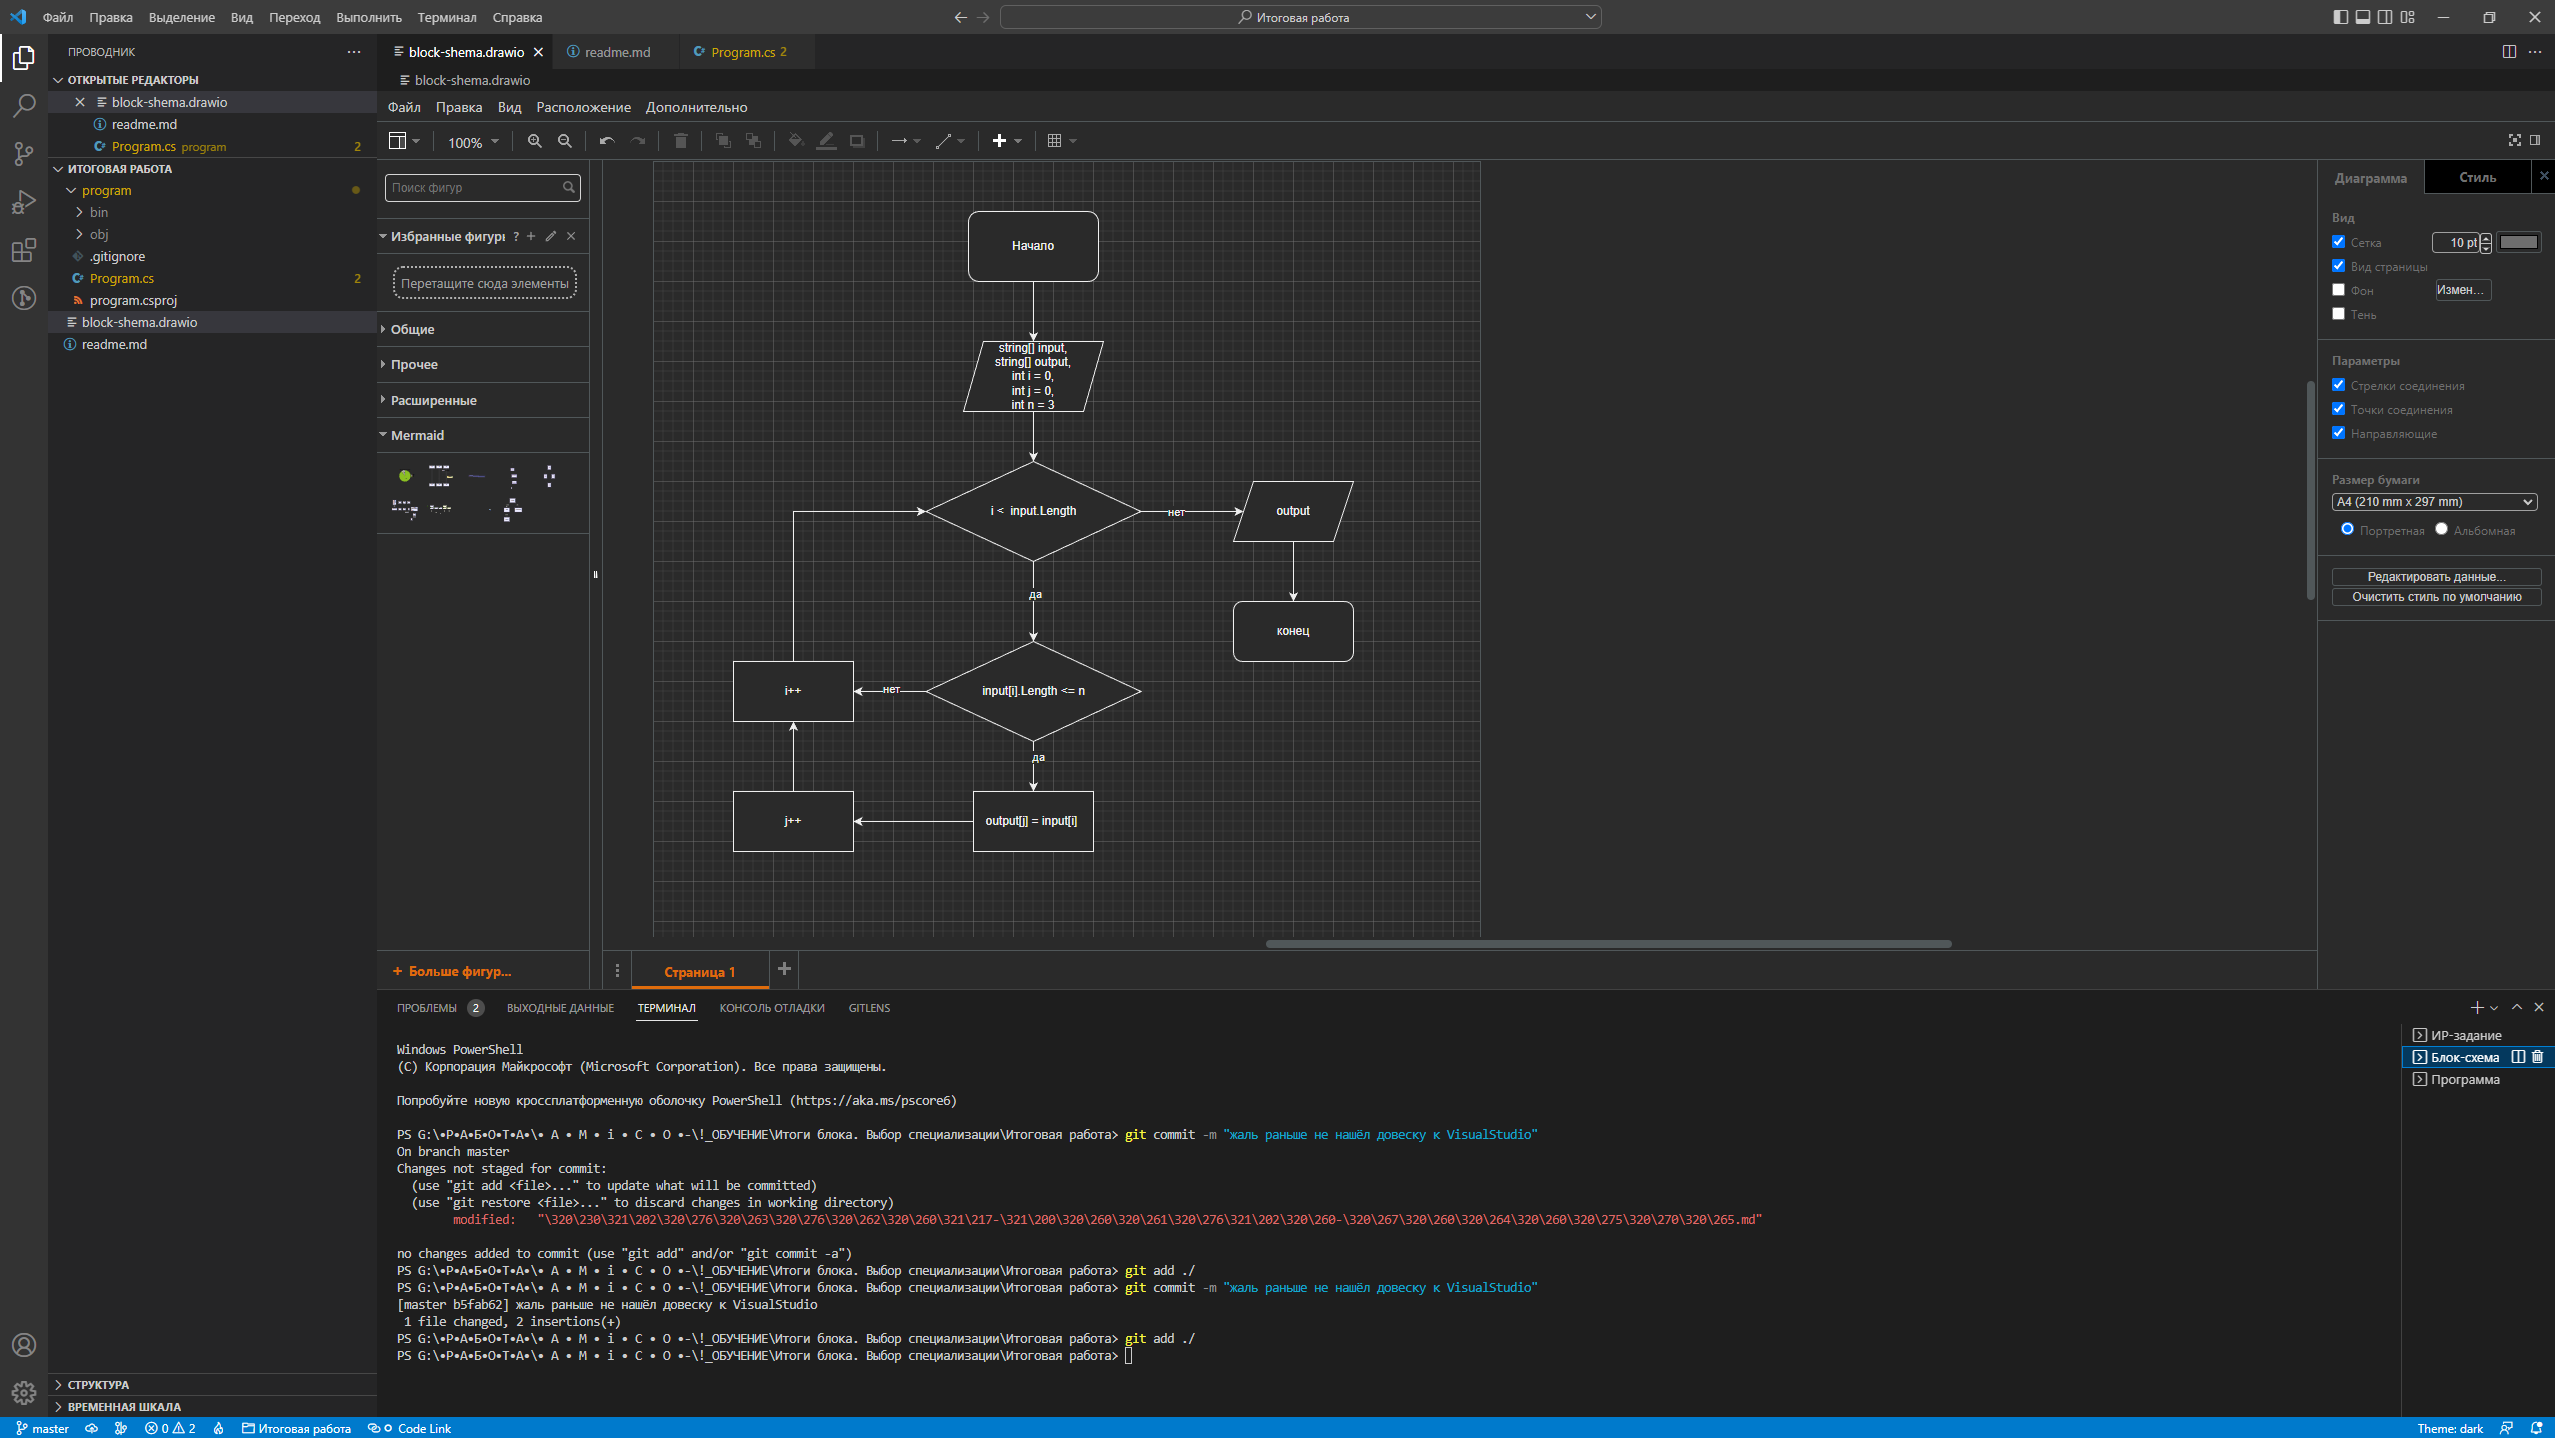 Файл Правка Выделение Вид Переход Выполнить Терминал Справка
Итоговая работа
ПРОВОДНИК
ОТКРЫТЫЕ РЕДАКТОРЫ
block-shema.drawio
readme.md
Program.cs program 2
ИТОГОВАЯ РАБОТА
program
bin
obj
.gitignore
Program.cs 2
program.csproj
block-shema.drawio
readme.md
СТРУКТУРА
ВРЕМЕННАЯ ШКАЛА
block-shema.drawio readme.md Program.cs 2
block-shema.drawio
Файл Правка Вид Расположение Дополнительно
100%
Поиск фигур
Избранные фигуры ?
Перетащите сюда элементы
Общие
Прочее
Расширенные
Mermaid
+ Больше фигур...
Начало
string[] input,
string[] output,
int i = 0,
int j = 0,
int n = 3
i < input.Length
нет
output
да
конец
input[i].Length <= n
нет
i++
да
j++
output[j] = input[i]
Страница 1
Диаграмма Стиль
Вид
Сетка 10 pt
Вид страницы
Фон Измен...
Тень
Параметры
Стрелки соединения
Точки соединения
Направляющие
Размер бумаги
A4 (210 mm x 297 mm)
Портретная Альбомная
Редактировать данные...
Очистить стиль по умолчанию
ПРОБЛЕМЫ 2 ВЫХОДНЫЕ ДАННЫЕ ТЕРМИНАЛ КОНСОЛЬ ОТЛАДКИ GITLENS
Windows PowerShell
(C) Корпорация Майкрософт (Microsoft Corporation). Все права защищены.
Попробуйте новую кроссплатформенную оболочку PowerShell (https://aka.ms/pscore6)
PS G:\•Р•А•Б•О•Т•А•\• А • М • i • С • О •-\!_ОБУЧЕНИЕ\Итоги блока. Выбор специализации\Итоговая работа> git commit -m "жаль раньше не нашёл довеску к VisualStudio"
On branch master
Changes not staged for commit:
(use "git add <file>..." to update what will be committed)
(use "git restore <file>..." to discard changes in working directory)
modified: "\320\230\321\202\320\276\320\263\320\276\320\262\320\260\321\217-\321\200\320\260\320\261\320\276\321\202\320\260-\320\267\320\260\320\264\320\260\320\275\320\270\320\265.md"
no changes added to commit (use "git add" and/or "git commit -a")
PS G:\•Р•А•Б•О•Т•А•\• А • М • i • С • О •-\!_ОБУЧЕНИЕ\Итоги блока. Выбор специализации\Итоговая работа> git add ./
PS G:\•Р•А•Б•О•Т•А•\• А • М • i • С • О •-\!_ОБУЧЕНИЕ\Итоги блока. Выбор специализации\Итоговая работа> git commit -m "жаль раньше не нашёл довеску к VisualStudio"
[master b5fab62] жаль раньше не нашёл довеску к VisualStudio
1 file changed, 2 insertions(+)
PS G:\•Р•А•Б•О•Т•А•\• А • М • i • С • О •-\!_ОБУЧЕНИЕ\Итоги блока. Выбор специализации\Итоговая работа> git add ./
PS G:\•Р•А•Б•О•Т•А•\• А • М • i • С • О •-\!_ОБУЧЕНИЕ\Итоги блока. Выбор специализации\Итоговая работа>
ИР-задание
Блок-схема
Программа
master 0 2 Итоговая работа Code Link Theme: dark